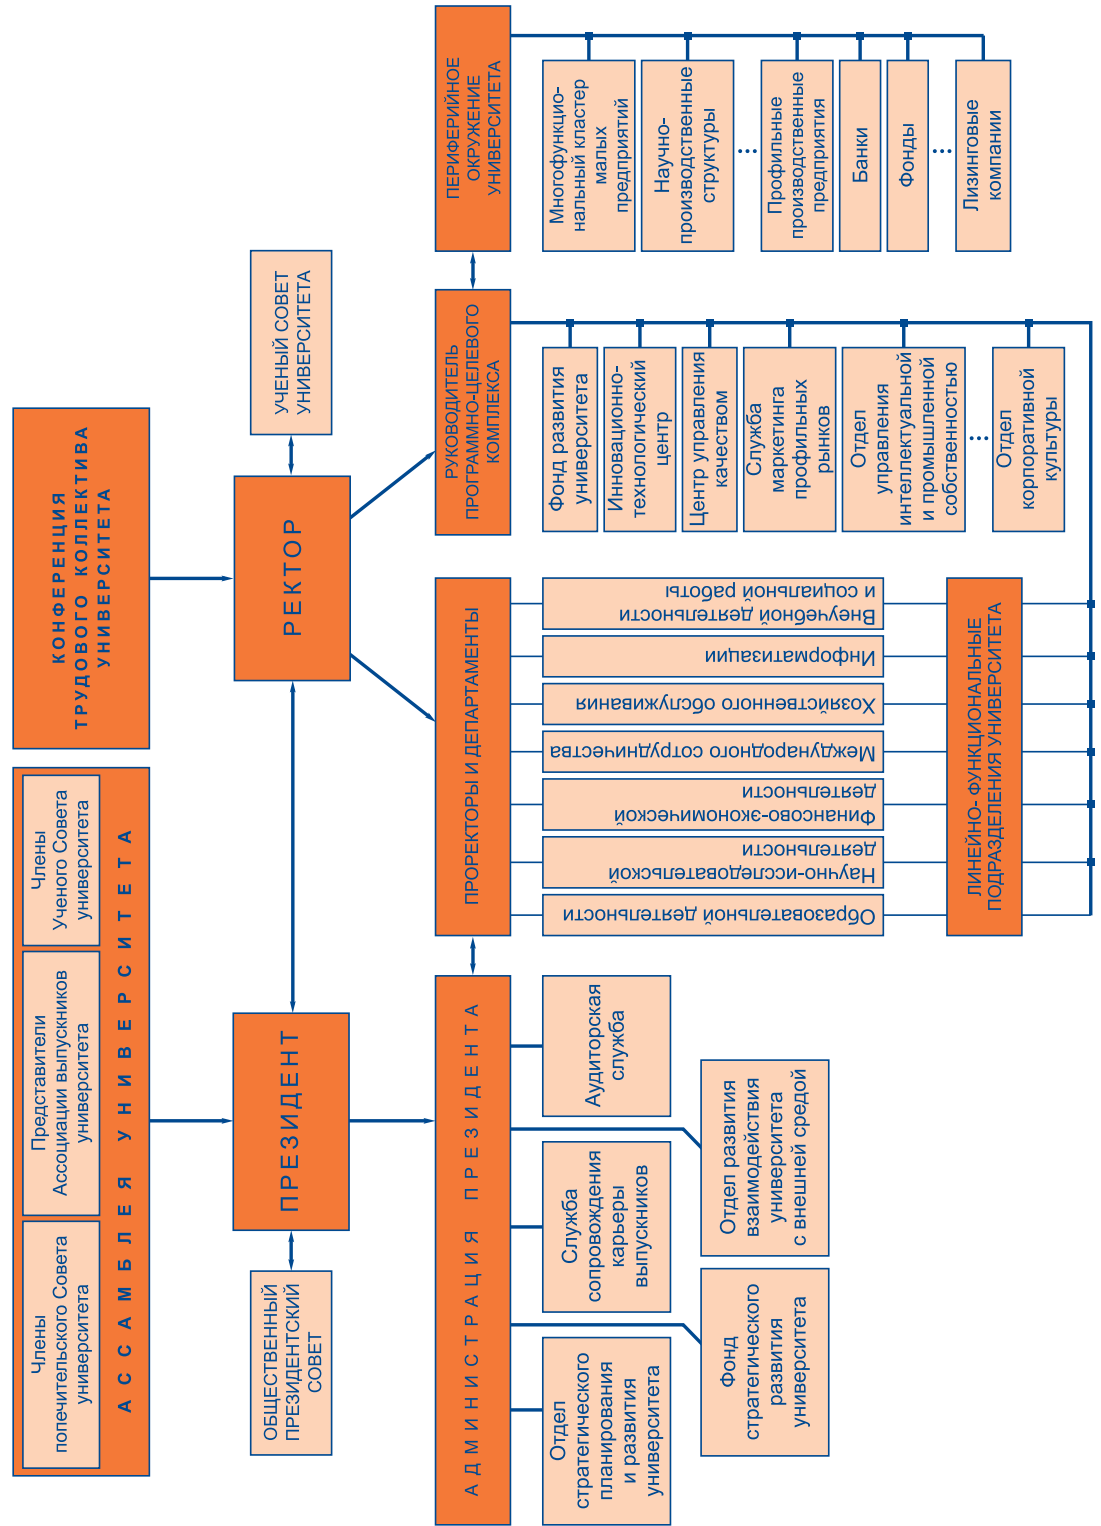 Члены
попечительского Совета
университета
Представители
Ассоциации выпускников
университета
Члены
Ученого Совета
университета
АССАМБЛЕЯ УНИВЕРСИТЕТА
КОНФЕРЕНЦИЯ
ТРУДОВОГО КОЛЛЕКТИВА
УНИВЕРСИТЕТА
ОБЩЕСТВЕННЫЙ
ПРЕЗИДЕНТСКИЙ
СОВЕТ
ПРЕЗИДЕНТ
РЕКТОР
УЧЕНЫЙ СОВЕТ
УНИВЕРСИТЕТА
АДМИНИСТРАЦИЯ ПРЕЗИДЕНТА
ПРОРЕКТОРЫ И ДЕПАРТАМЕНТЫ
РУКОВОДИТЕЛЬ
ПРОГРАММНО-ЦЕЛЕВОГО
КОМПЛЕКСА
ПЕРИФЕРИЙНОЕ
ОКРУЖЕНИЕ
УНИВЕРСИТЕТА
Отдел
стратегического
планирования
и развития
университета
Служба
сопровождения
карьеры
выпускников
Аудиторская
служба
Фонд
стратегического
развития
университета
Отдел развития
взаимодействия
университета
с внешней средой
Образовательной деятельности
Научно-исследовательской
деятельности
Финансово-экономической
деятельности
Международного сотрудничества
Хозяйственного обслуживания
Информатизации
Внеучебной деятельности
и социальной работы
ЛИНЕЙНО- ФУНКЦИОНАЛЬНЫЕ
ПОДРАЗДЕЛЕНИЯ УНИВЕРСИТЕТА
Фонд развития
университета
Инновационно-
технологический
центр
Центр управления
качеством
Служба
маркетинга
профильных
рынков
Отдел
управления
интеллектуальной
и промышленной
собственностью
...
Отдел
корпоративной
культуры
Многофункцио-
нальный кластер
малых
предприятий
Научно-
производственные
структуры
...
Профильные
производственные
предприятия
Банки
Фонды
...
Лизинговые
компании